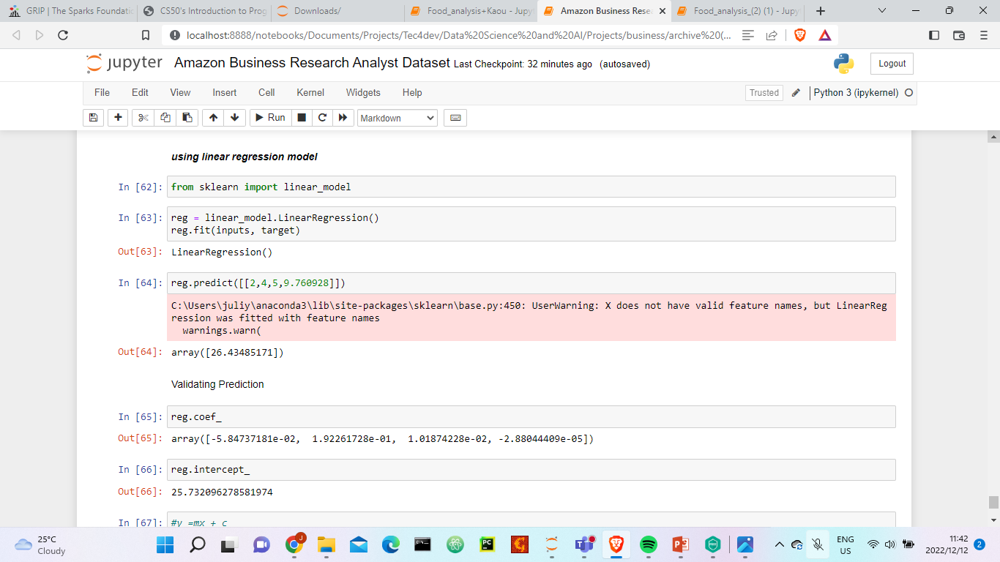 GRIP | The Sparks Foundatic
CS50's Introduction to Prog
Downloads/
Food_analysis+Kaou - Jupy
Amazon Business Rese
Food_analysis_(2) (1) - Jupy
localhost:8888/notebooks/Documents/Projects/Tec4dev/Data%20Science%20and%20AI/Projects/business/archive%20(...
jupyter Amazon Business Research Analyst Dataset Last Checkpoint: 32 minutes ago (autosaved)
Logout
File Edit View Insert Cell Kernel Widgets Help
Trusted
Python 3 (ipykernel)
Run
Markdown
using linear regression model
In [62]: from sklearn import linear_model
In [63]: reg = linear_model.LinearRegression()
reg.fit(inputs, target)
Out[63]: LinearRegression()
In [64]: reg.predict([[2,4,5,9.760928]])
C:\Users\juliy\anaconda3\lib\site-packages\sklearn\base.py:450: UserWarning: X does not have valid feature names, but LinearReg
ression was fitted with feature names
warnings.warn(
Out[64]: array([26.43485171])
Validating Prediction
In [65]: reg.coef_
Out[65]: array([-5.84737181e-02, 1.92261728e-01, 1.01874228e-02, -2.88044409e-05])
In [66]: reg.intercept_
Out[66]: 25.732096278581974
In [67]: #y =mx + c
25°C
Cloudy
J
PC
P
ENG
US
11:42
2022/12/12
2